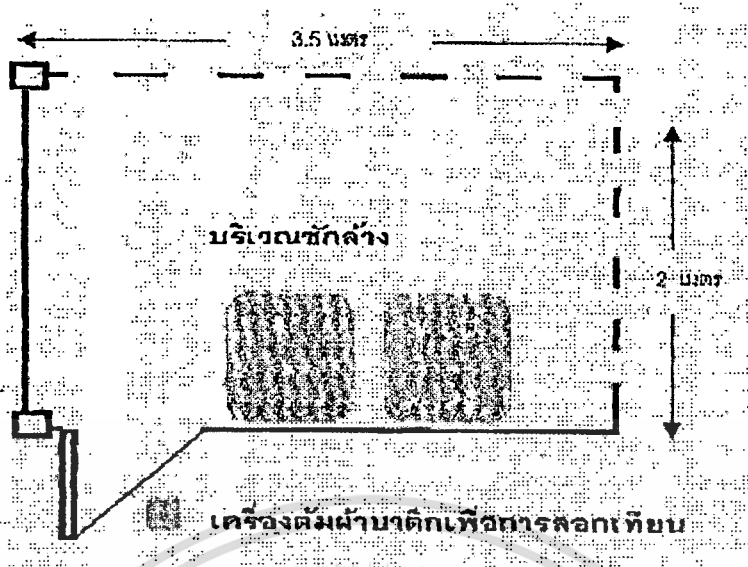 3.5 เมตร
บริเวณซักล้าง
2 เมตร
เครื่องต้มผ้าบาติกเพื่อการลอกเทียน